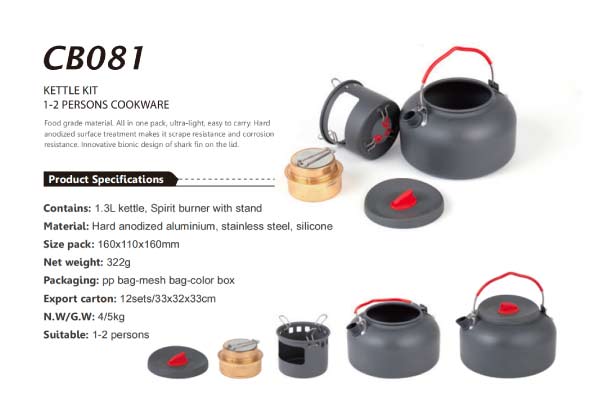 CB081
KETTLE KIT
1-2 PERSONS COOKWARE
Food grade material. All in one pack, ultra-light, easy to carry. Hard
anodized surface treatment makes it scrape resistance and corrosion
resistance. Innovative bionic design of shark fin on the lid.
Product Specifications
Contains: 1.3L kettle, Spirit burner with stand
Material: Hard anodized aluminium, stainless steel, silicone
Size pack: 160x110x160mm
Net weight: 322g
Packaging: pp bag-mesh bag-color box
Export carton: 12sets/33x32x33cm
N.W/G.W: 4/5kg
Suitable: 1-2 persons